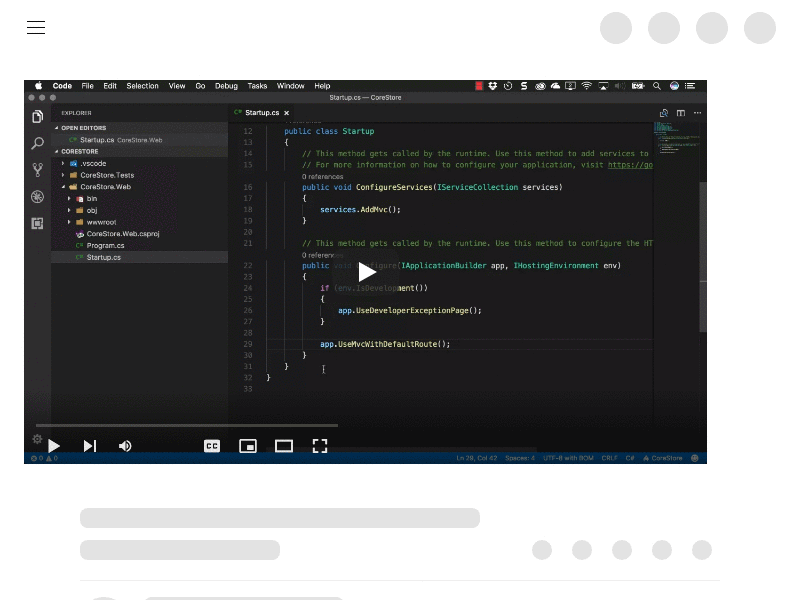 Code File Edit Selection View Go Debug Tasks Window Help
Startup.cs — CoreStore
EXPLORER
OPEN EDITORS
C# Startup.cs CoreStore.Web
CORESTORE
.vscode
CoreStore.Tests
CoreStore.Web
bin
obj
wwwroot
CoreStore.Web.csproj
C# Program.cs
C# Startup.cs
C# Startup.cs ×
12 public class Startup
13 {
14 // This method gets called by the runtime. Use this method to add services to
15 // For more information on how to configure your application, visit https://go
0 references
16 public void ConfigureServices(IServiceCollection services)
17 {
18 services.AddMvc();
19 }
20
21 // This method gets called by the runtime. Use this method to configure the HT
0 references
22 public void Configure(IApplicationBuilder app, IHostingEnvironment env)
23 {
24 if (env.IsDevelopment())
25 {
26 app.UseDeveloperExceptionPage();
27 }
28
29 app.UseMvcWithDefaultRoute();
30 }
31 }
32 }
33
CC
0 0 Ln 29, Col 42 Spaces: 4 UTF-8 with BOM CRLF C# CoreStore